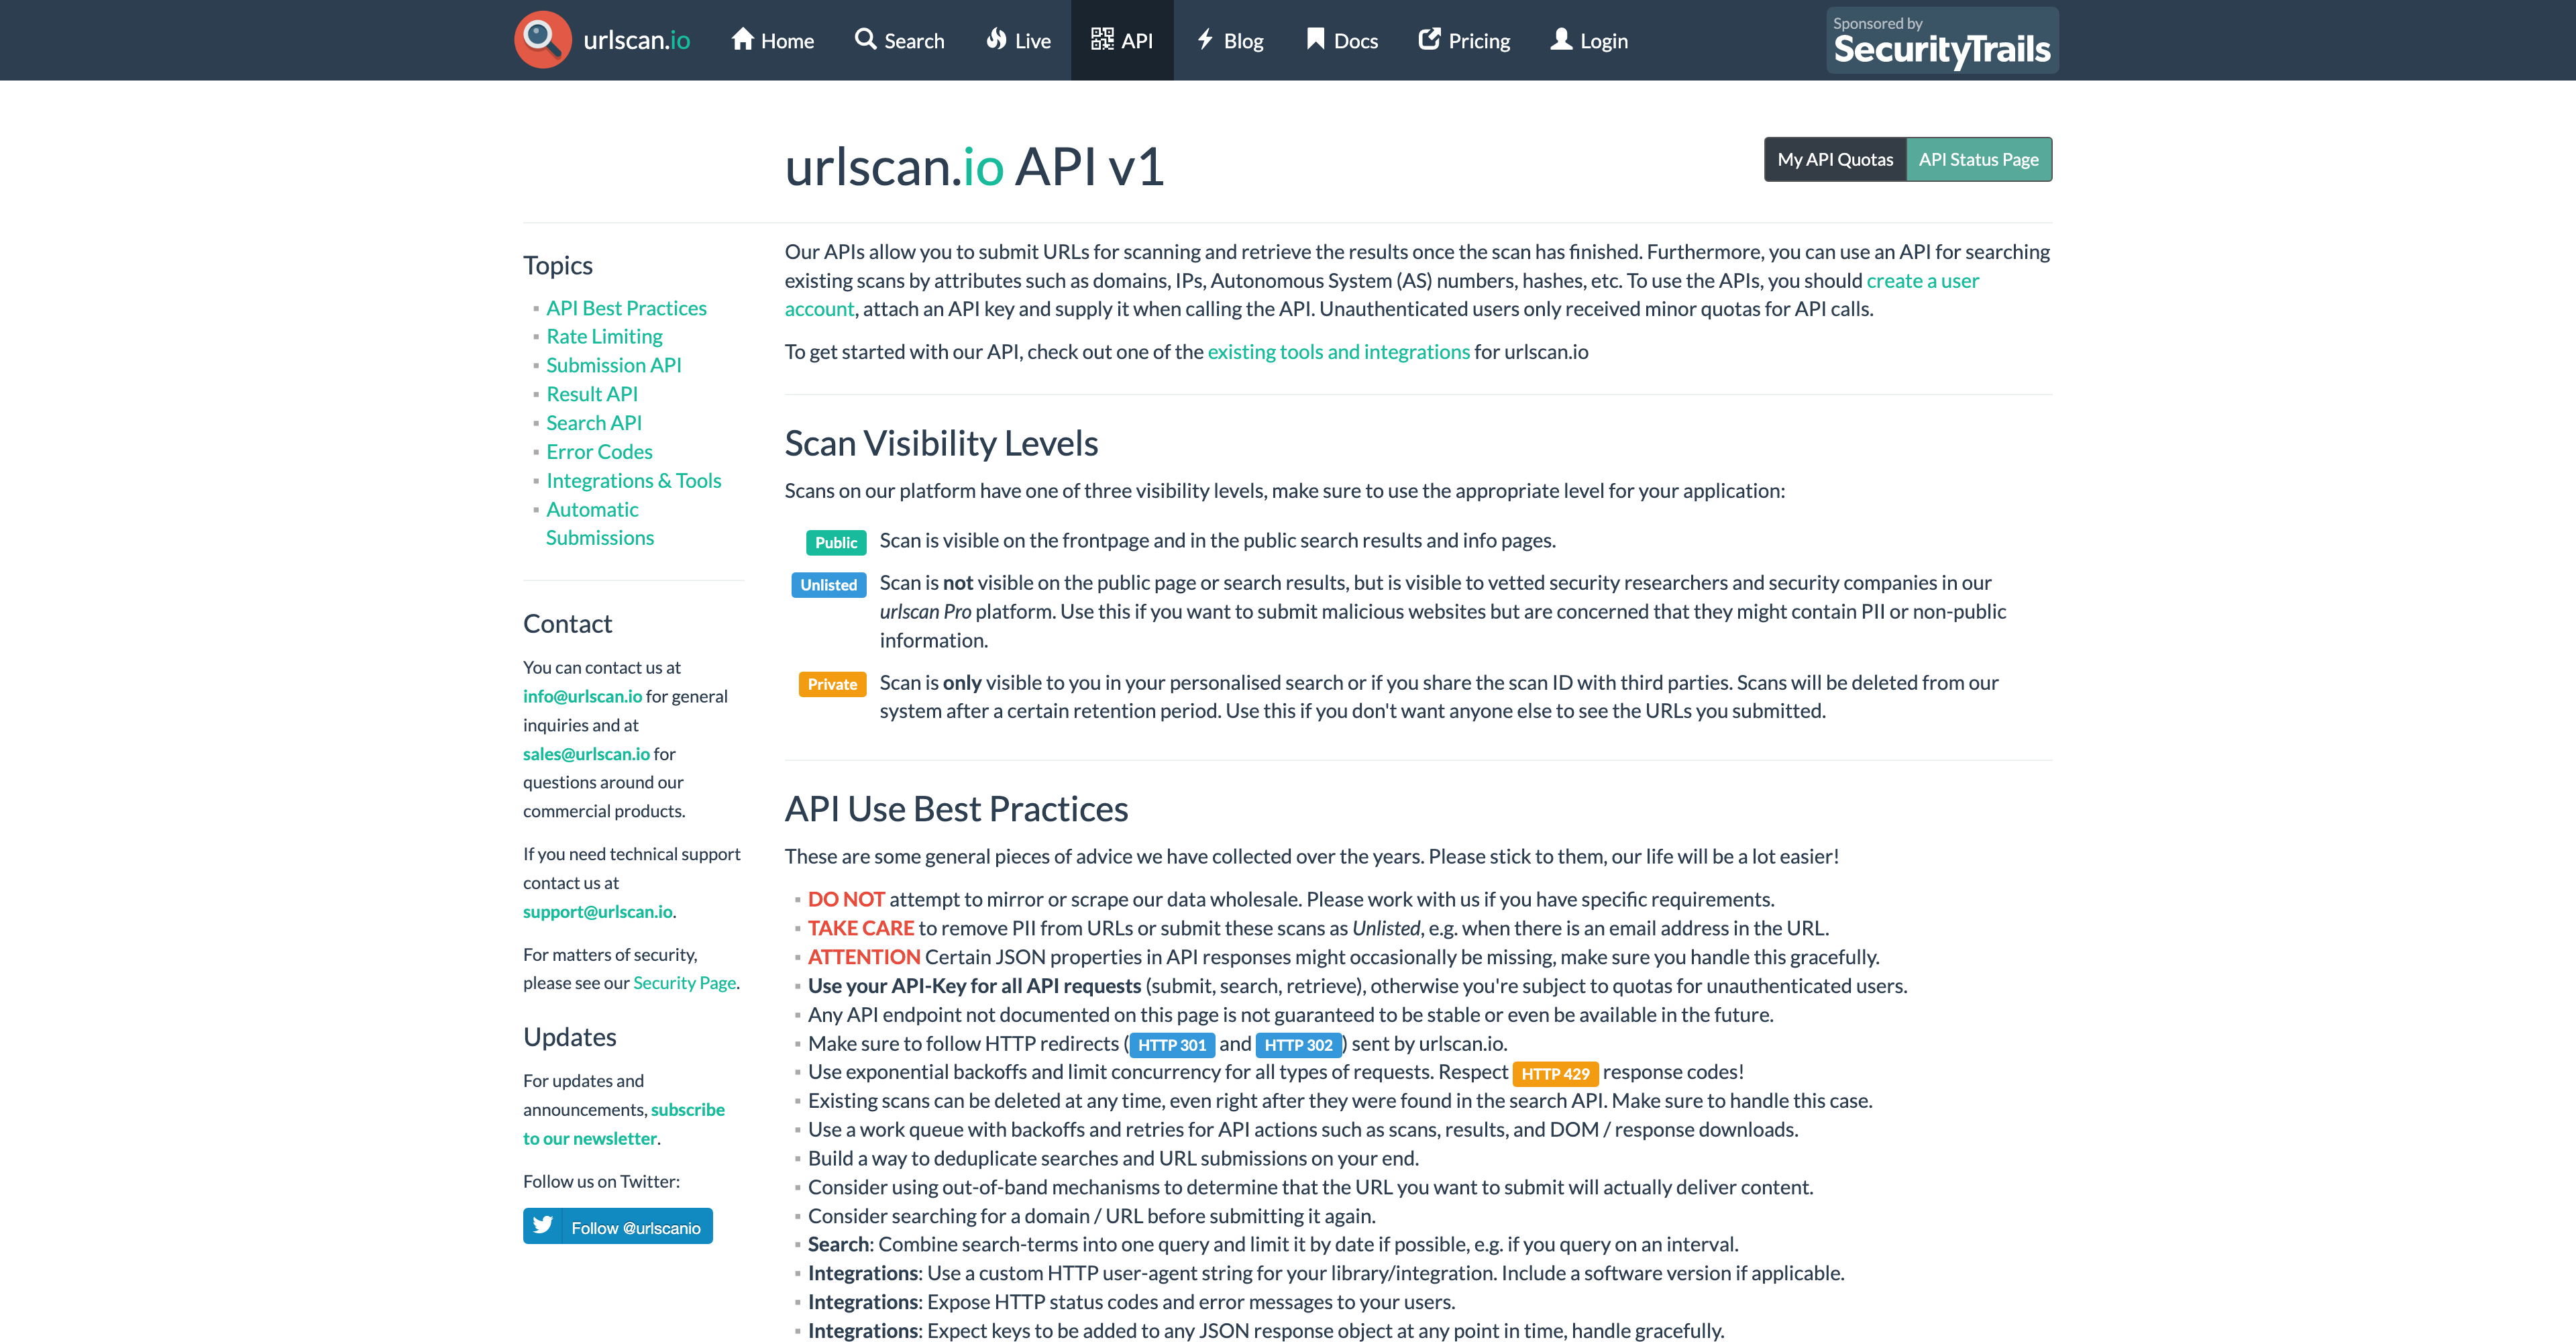 urlscan.io
Home
Search
Live
API
Blog
Docs
Pricing
Login
Sponsored by
SecurityTrails
urlscan.io API v1
My API Quotas
API Status Page
Topics
API Best Practices
Rate Limiting
Submission API
Result API
Search API
Error Codes
Integrations & Tools
Automatic
Submissions
Contact
You can contact us at
info@urlscan.io for general
inquiries and at
sales@urlscan.io for
questions around our
commercial products.
If you need technical support
contact us at
support@urlscan.io.
For matters of security,
please see our Security Page.
Updates
For updates and
announcements, subscribe
to our newsletter.
Follow us on Twitter:
Follow @urlscanio
Our APIs allow you to submit URLs for scanning and retrieve the results once the scan has finished. Furthermore, you can use an API for searching
existing scans by attributes such as domains, IPs, Autonomous System (AS) numbers, hashes, etc. To use the APIs, you should create a user
account, attach an API key and supply it when calling the API. Unauthenticated users only received minor quotas for API calls.
To get started with our API, check out one of the existing tools and integrations for urlscan.io
Scan Visibility Levels
Scans on our platform have one of three visibility levels, make sure to use the appropriate level for your application:
Public Scan is visible on the frontpage and in the public search results and info pages.
Unlisted Scan is not visible on the public page or search results, but is visible to vetted security researchers and security companies in our
urlscan Pro platform. Use this if you want to submit malicious websites but are concerned that they might contain PII or non-public
information.
Private Scan is only visible to you in your personalised search or if you share the scan ID with third parties. Scans will be deleted from our
system after a certain retention period. Use this if you don't want anyone else to see the URLs you submitted.
API Use Best Practices
These are some general pieces of advice we have collected over the years. Please stick to them, our life will be a lot easier!
DO NOT attempt to mirror or scrape our data wholesale. Please work with us if you have specific requirements.
TAKE CARE to remove PII from URLs or submit these scans as Unlisted, e.g. when there is an email address in the URL.
ATTENTION Certain JSON properties in API responses might occasionally be missing, make sure you handle this gracefully.
Use your API-Key for all API requests (submit, search, retrieve), otherwise you're subject to quotas for unauthenticated users.
Any API endpoint not documented on this page is not guaranteed to be stable or even be available in the future.
Make sure to follow HTTP redirects (HTTP 301 and HTTP 302) sent by urlscan.io.
Use exponential backoffs and limit concurrency for all types of requests. Respect HTTP 429 response codes!
Existing scans can be deleted at any time, even right after they were found in the search API. Make sure to handle this case.
Use a work queue with backoffs and retries for API actions such as scans, results, and DOM / response downloads.
Build a way to deduplicate searches and URL submissions on your end.
Consider using out-of-band mechanisms to determine that the URL you want to submit will actually deliver content.
Consider searching for a domain / URL before submitting it again.
Search: Combine search-terms into one query and limit it by date if possible, e.g. if you query on an interval.
Integrations: Use a custom HTTP user-agent string for your library/integration. Include a software version if applicable.
Integrations: Expose HTTP status codes and error messages to your users.
Integrations: Expect keys to be added to any JSON response object at any point in time, handle gracefully.